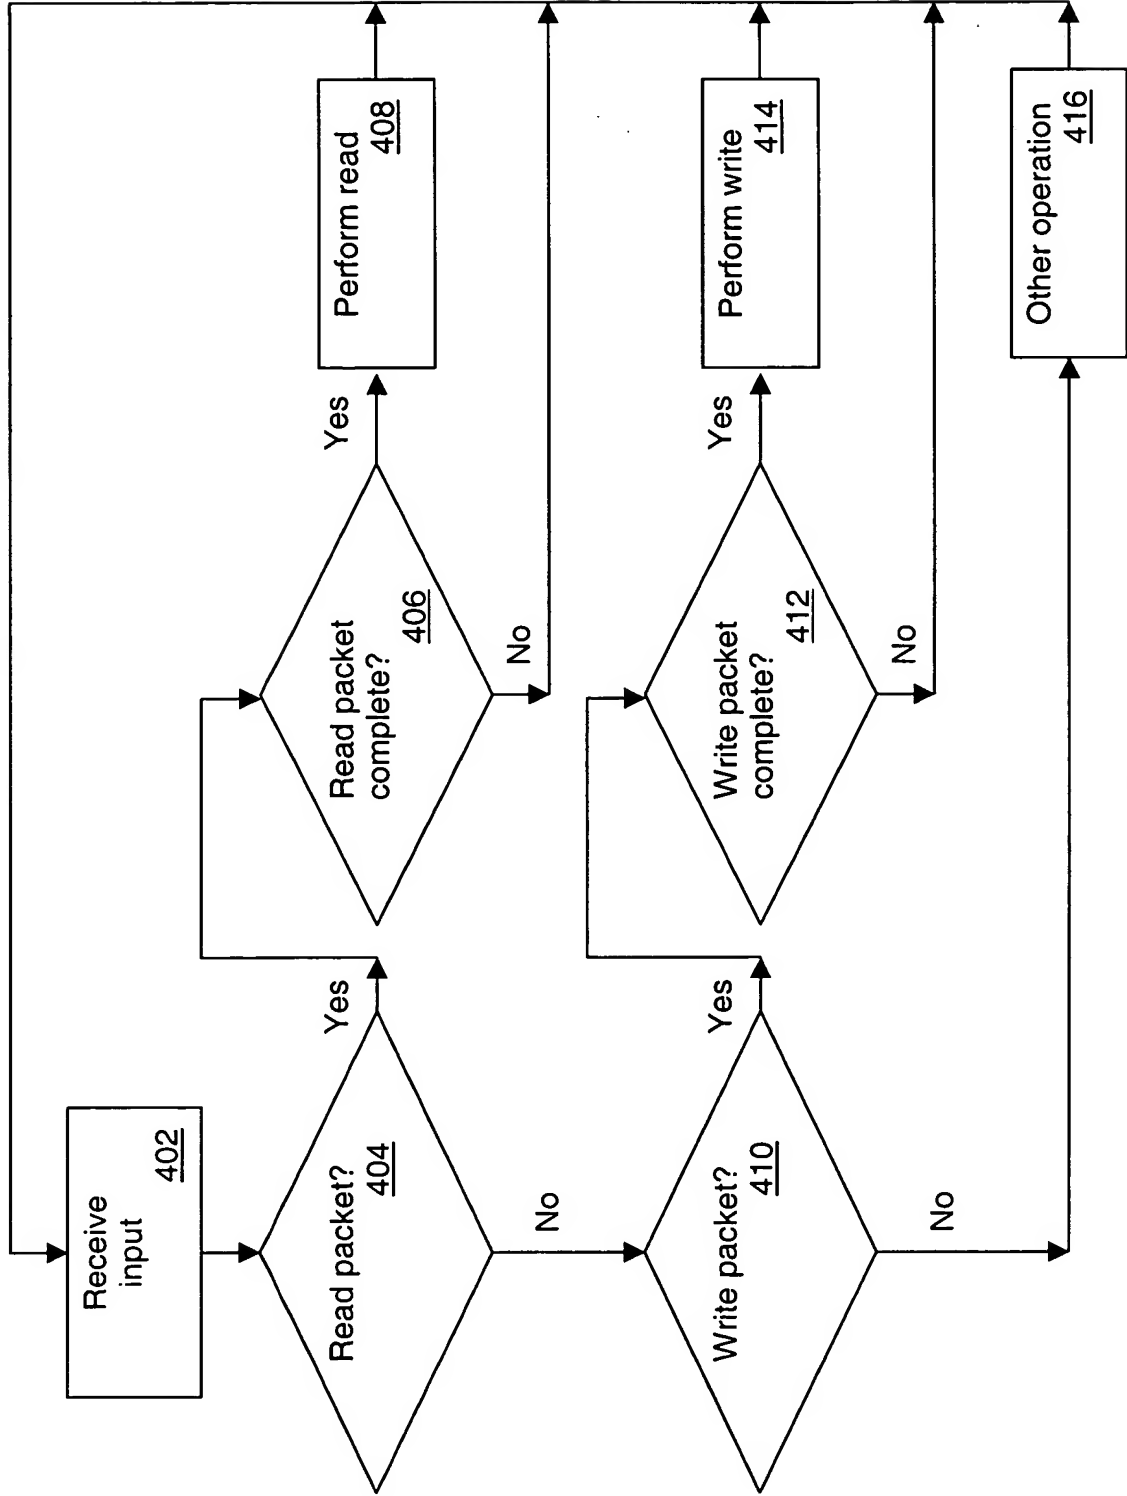 Receive
input
402
Read packet?
404
Yes
No
Read packet
complete?
406
Yes
No
Perform read
408
Write packet?
410
Yes
No
Write packet
complete?
412
Yes
No
Perform write
414
Other operation
416